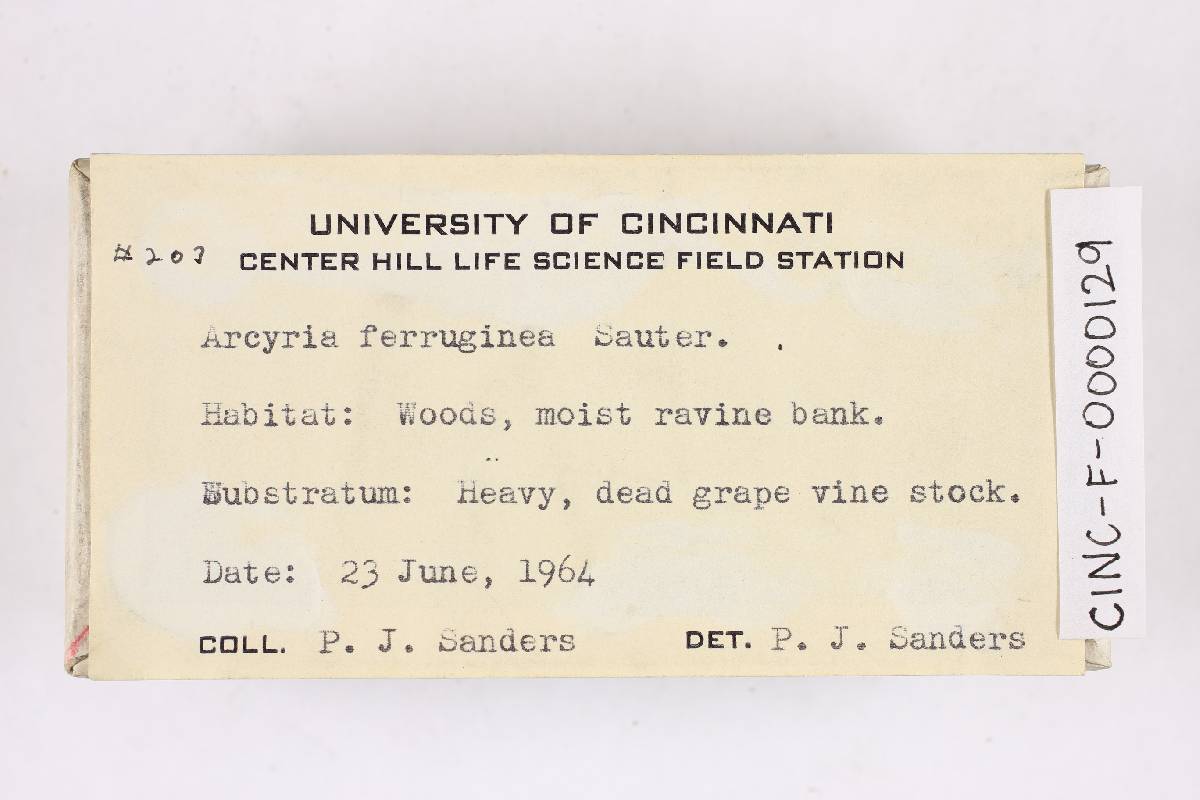 UNIVERSITY OF CINCINNATI
#203 CENTER HILL LIFE SCIENCE FIELD STATION
Arcyria ferruginea Sauter.
Habitat: Woods, moist ravine bank.
Substratum: Heavy, dead grape vine stock.
Date: 23 June, 1964
COLL. P. J. Sanders DET. P. J. Sanders
CINC-F-0000129